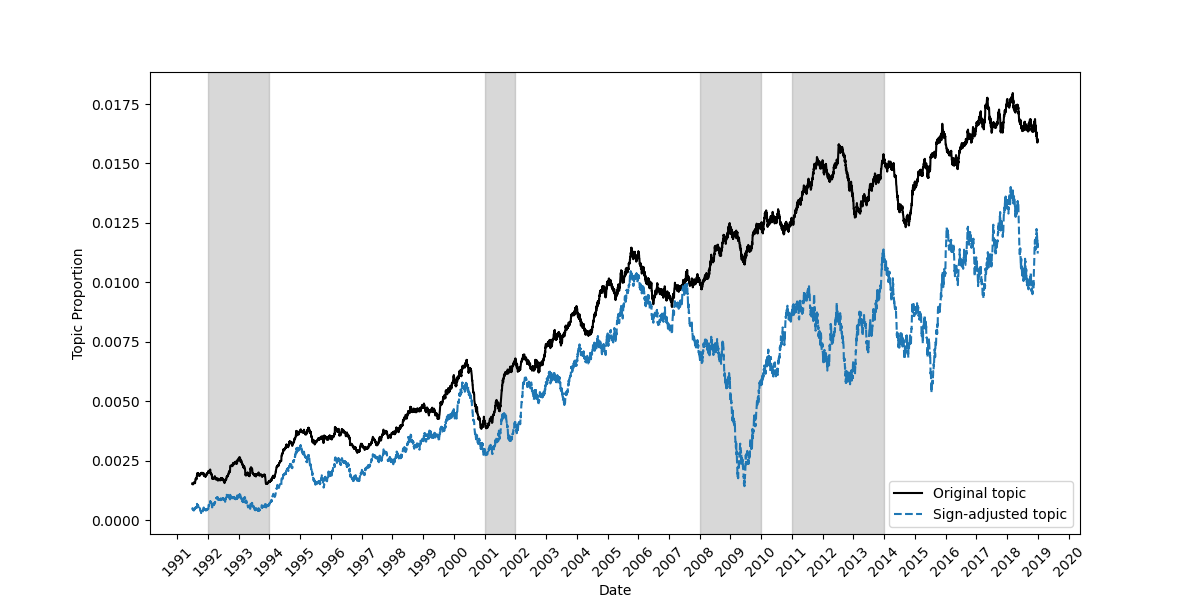 0.0175
0.0150
0.0125
0.0100
0.0075
0.0050
0.0025
0.0000
Topic Proportion
Original topic
Sign-adjusted topic
1991 1992 1993 1994 1995 1996 1997 1998 1999 2000 2001 2002 2003 2004 2005 2006 2007 2008 2009 2010 2011 2012 2013 2014 2015 2016 2017 2018 2019 2020
Date